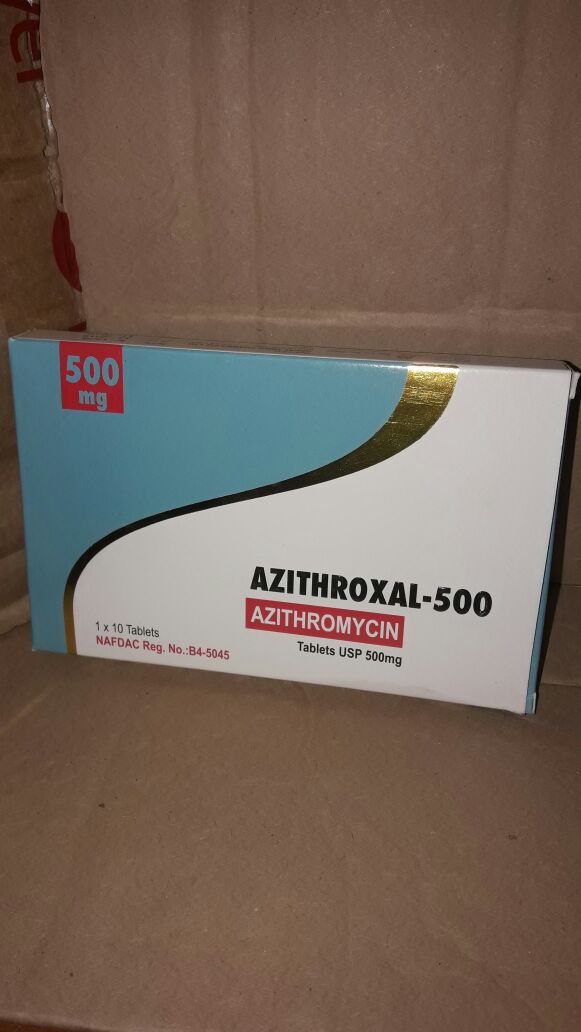 500
mg
AZITHROXAL-500
AZITHROMYCIN
Tablets USP 500mg
1 x 10 Tablets
NAFDAC Reg. No.:B4-5045